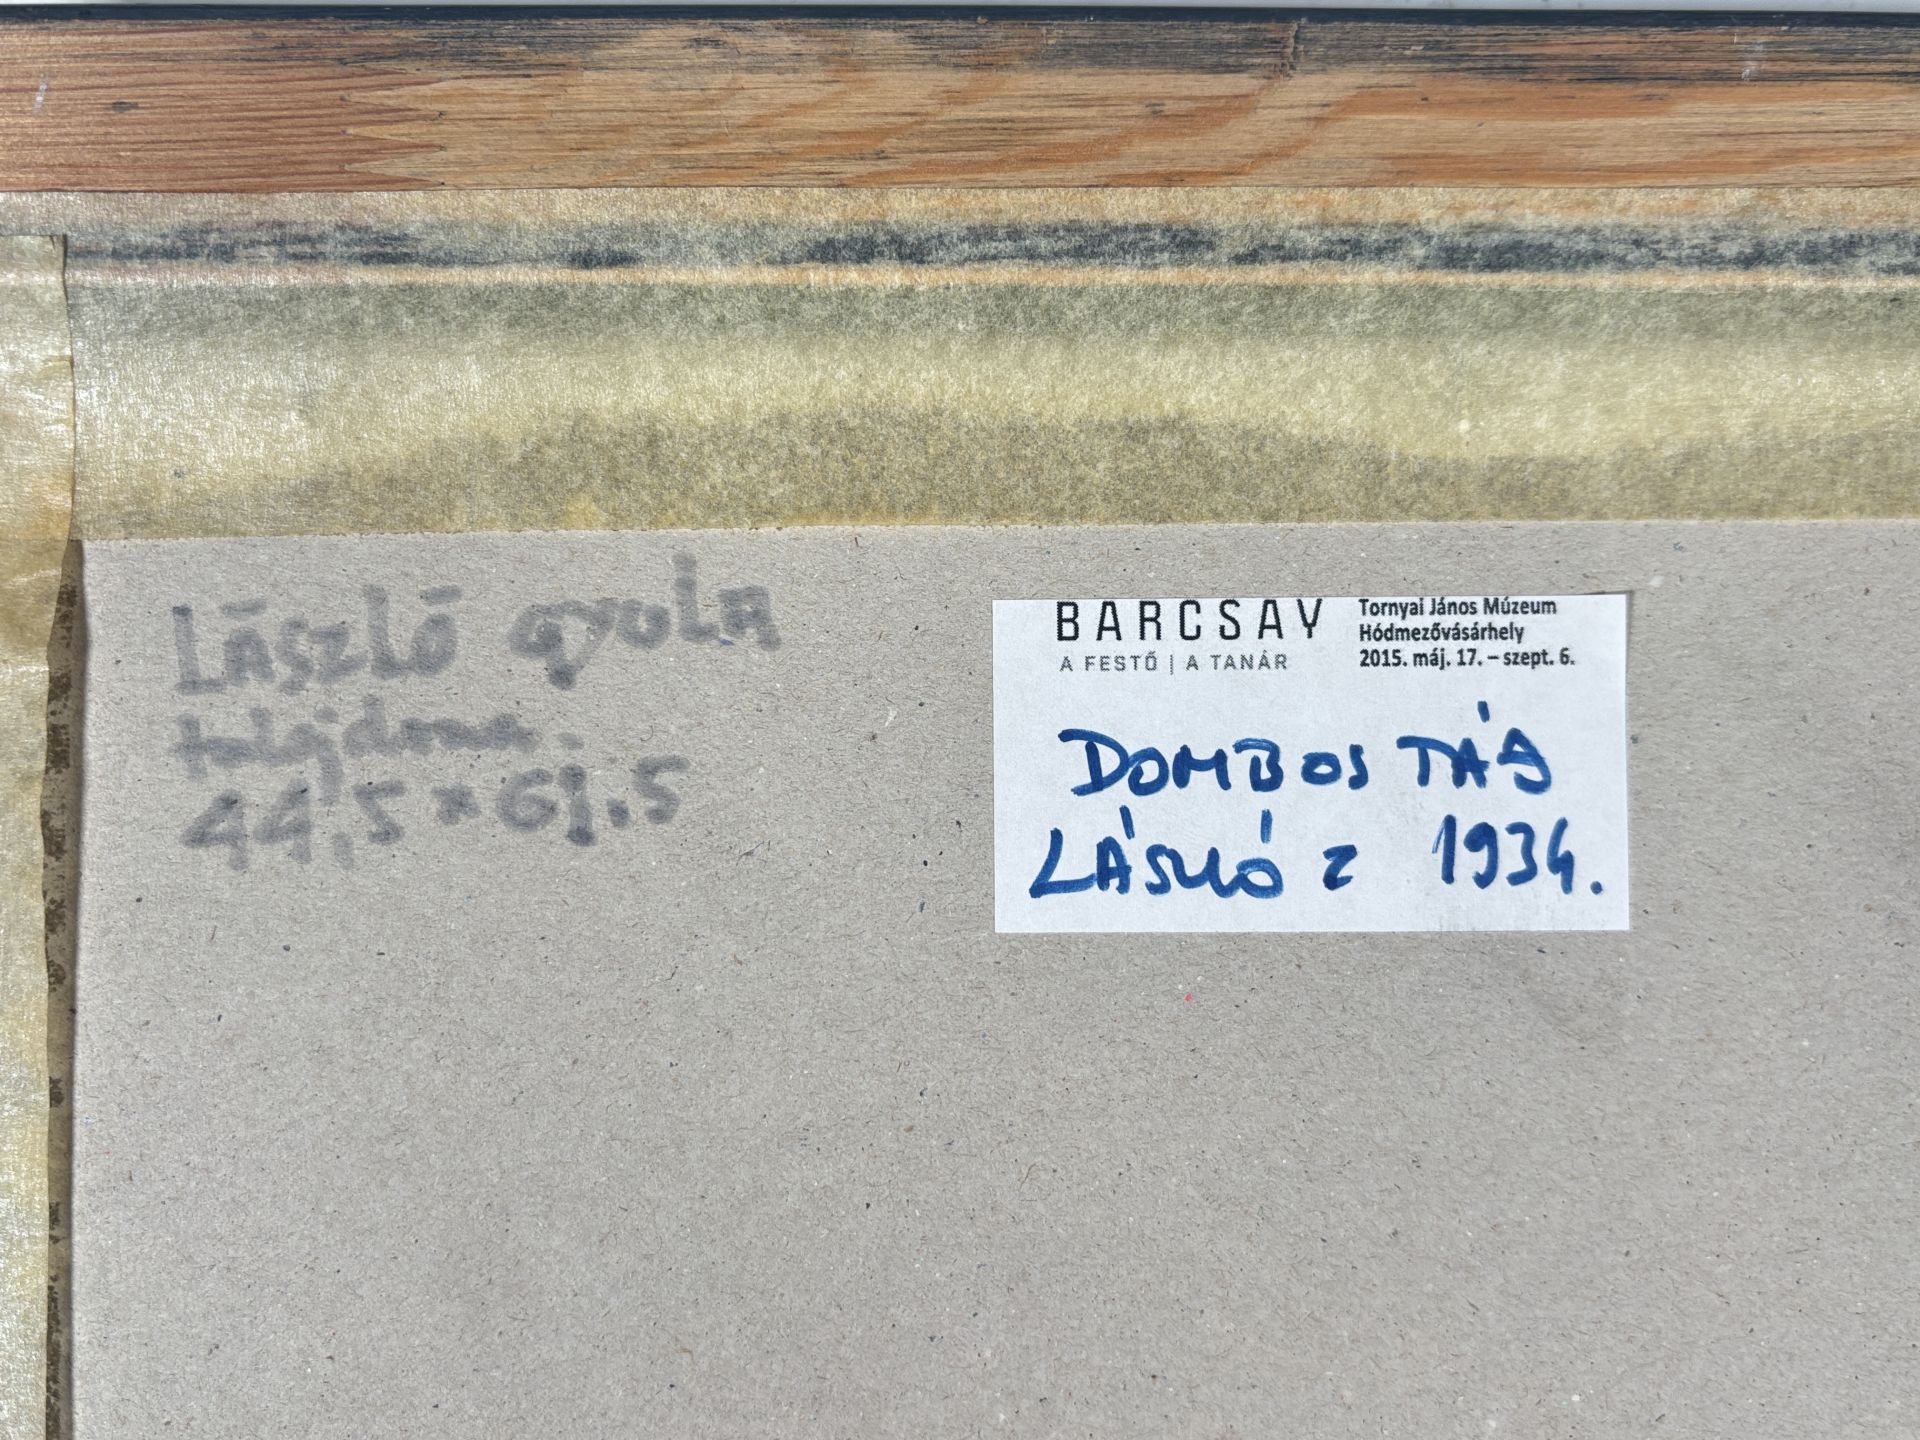 László Gyula
tulajdona
44,5 x 61.5
BARCSAY
A FESTŐ | A TANÁR
Tornyai János Múzeum
Hódmezővásárhely
2015. máj. 17. – szept. 6.
DOMBOS TÁJ
LÁSZLÓ 2 1934.